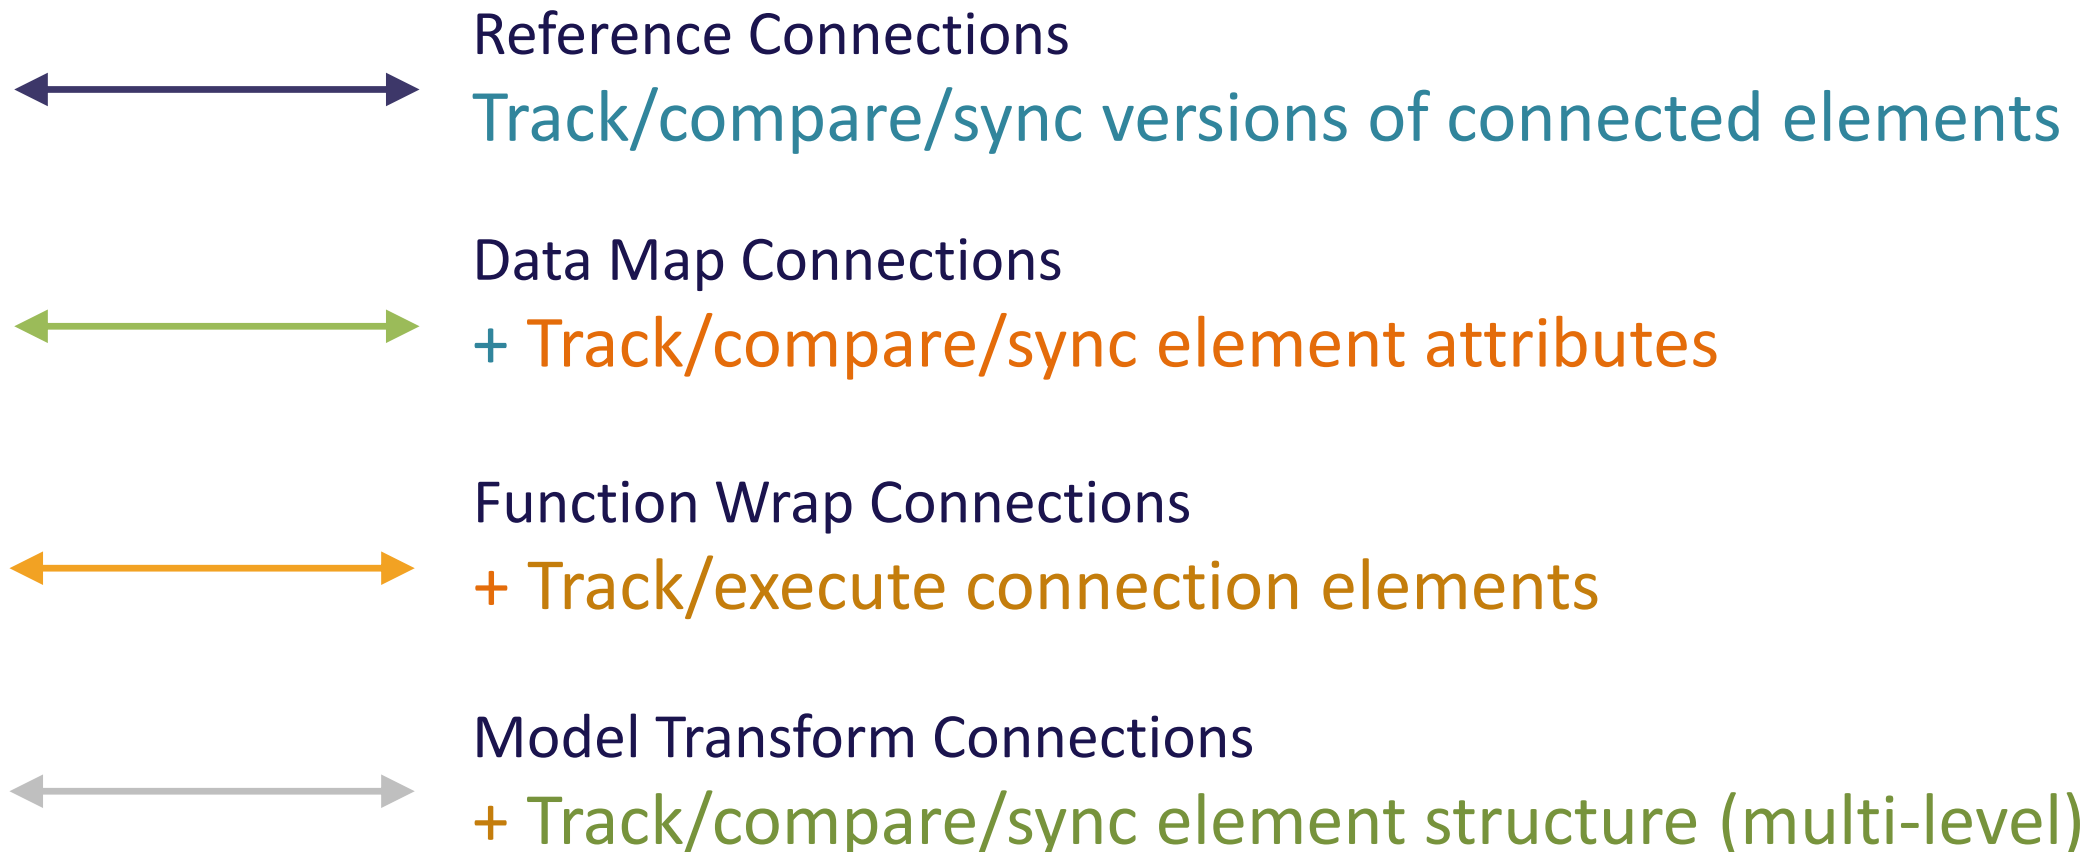 Reference Connections
Track/compare/sync versions of connected elements
Data Map Connections
+ Track/compare/sync element attributes
Function Wrap Connections
+ Track/execute connection elements
Model Transform Connections
+ Track/compare/sync element structure (multi-level)